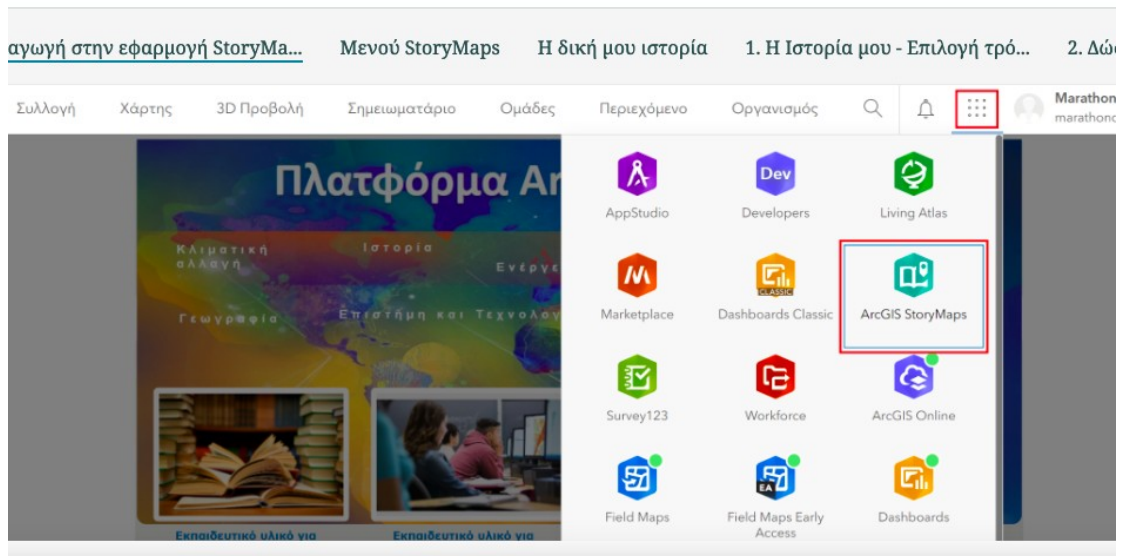 αγωγή στην εφαρμογή StoryMa... Μενού StoryMaps Η δική μου ιστορία 1. Η Ιστορία μου - Επιλογή τρό... 2. Δώ
Συλλογή Χάρτης 3D Προβολή Σημειωματάριο Ομάδες Περιεχόμενο Οργανισμός Marathon
marathon
Πλατφόρμα Ar
Κλιματική αλλαγή
Ιστορία
Ενέργε
Γεωγραφία
Επιστήμη και Τεχνολογ
Εκπαιδευτικό υλικό για Εκπαιδευτικό υλικό για
AppStudio Developers Living Atlas
Dev
Marketplace Dashboards Classic ArcGIS StoryMaps
CLASSIC
Survey123 Workforce ArcGIS Online
EA
Field Maps Field Maps Early Access Dashboards